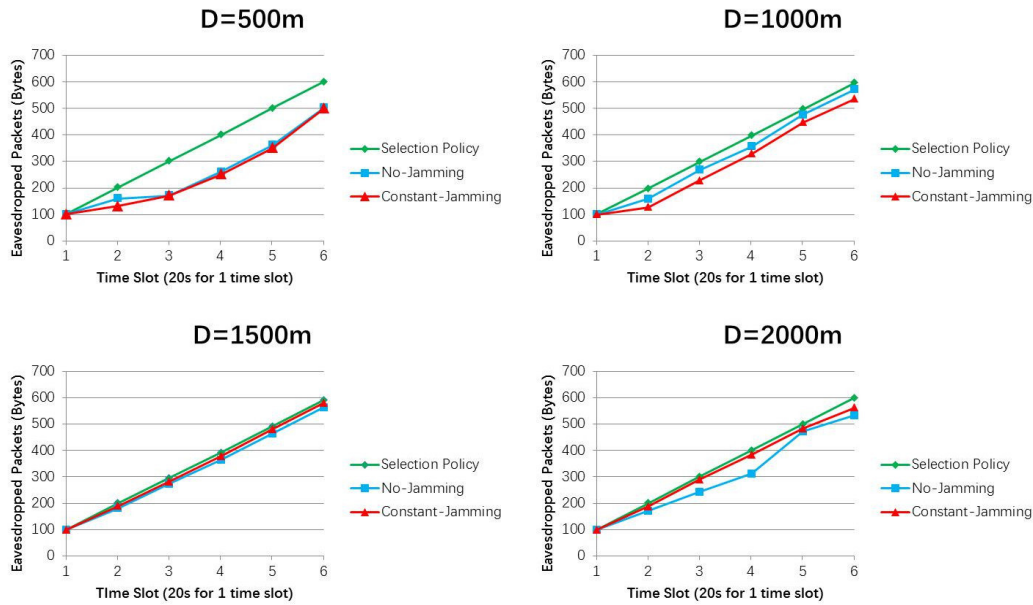 D=500m
Eavesdropped Packets (Bytes)
700
600
500
400
300
200
100
0
1 2 3 4 5 6
Time Slot (20s for 1 time slot)
Selection Policy
No-Jamming
Constant-Jamming
D=1000m
Eavesdropped Packets (Bytes)
700
600
500
400
300
200
100
0
1 2 3 4 5 6
Time Slot (20s for 1 time slot)
Selection Policy
No-Jamming
Constant-Jamming
D=1500m
Eavesdropped Packets (Bytes)
700
600
500
400
300
200
100
0
1 2 3 4 5 6
TIme Slot (20s for 1 time slot)
Selection Policy
No-Jamming
Constant-Jamming
D=2000m
Eavesdropped Packets (Bytes)
700
600
500
400
300
200
100
0
1 2 3 4 5 6
Time Slot (20s for 1 time slot)
Selection Policy
No-Jamming
Constant-Jamming